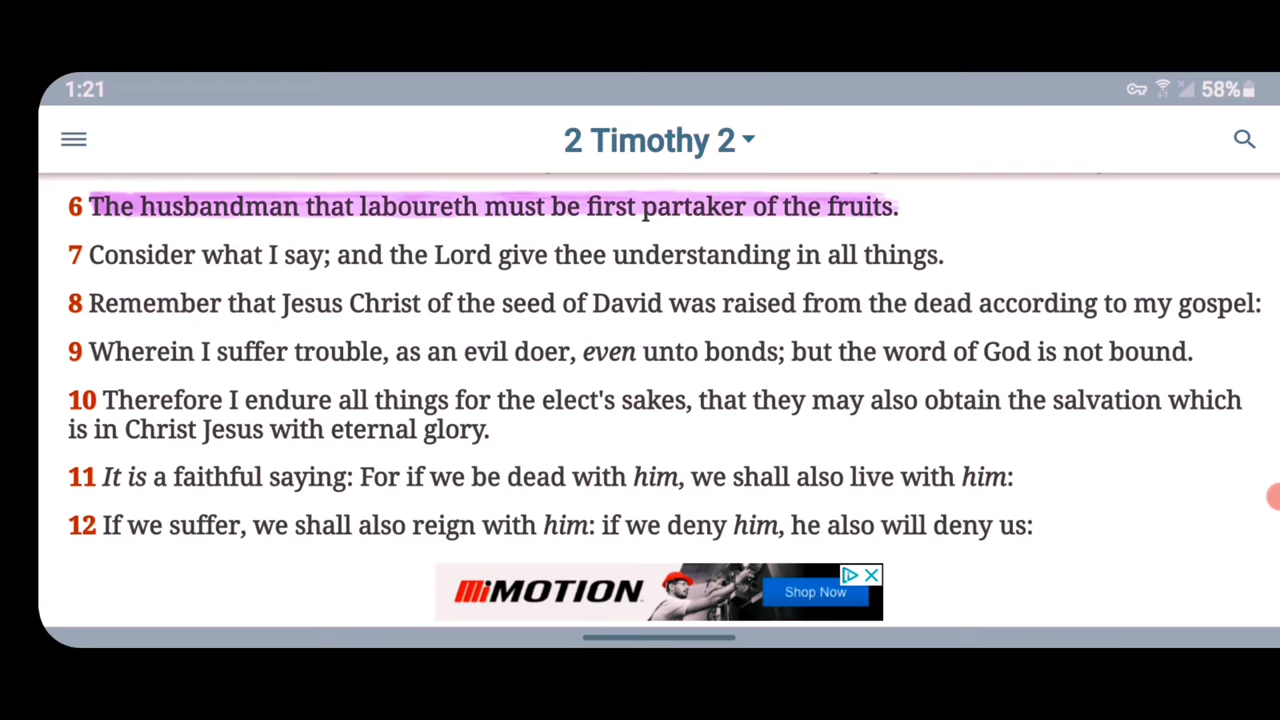 1:21
58%
2 Timothy 2
6 The husbandman that laboureth must be first partaker of the fruits.
7 Consider what I say; and the Lord give thee understanding in all things.
8 Remember that Jesus Christ of the seed of David was raised from the dead according to my gospel:
9 Wherein I suffer trouble, as an evil doer, even unto bonds; but the word of God is not bound.
10 Therefore I endure all things for the elect's sakes, that they may also obtain the salvation which
is in Christ Jesus with eternal glory.
11 It is a faithful saying: For if we be dead with him, we shall also live with him:
12 If we suffer, we shall also reign with him: if we deny him, he also will deny us:
MiMOTION
Shop Now